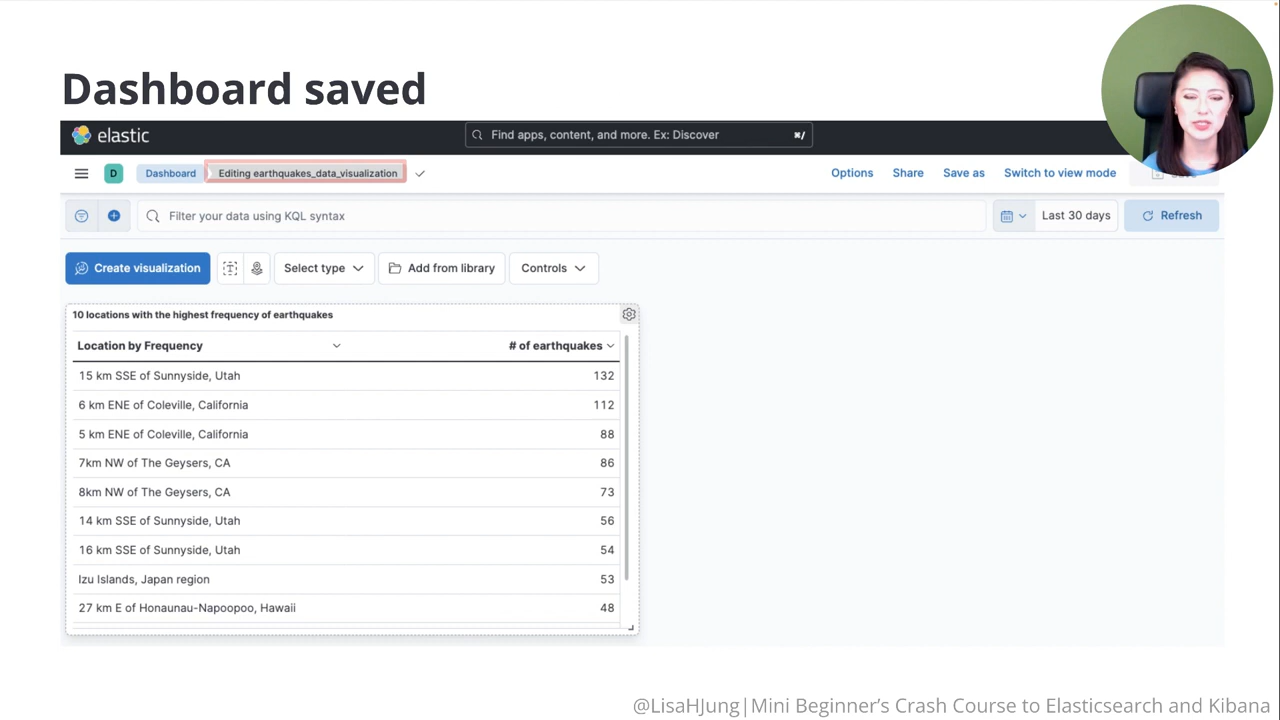 Dashboard saved
elastic
Find apps, content, and more. Ex: Discover
⌘/
D
Dashboard
Editing earthquakes_data_visualization
Options
Share
Save as
Switch to view mode
Filter your data using KQL syntax
Last 30 days
Refresh
Create visualization
T
Select type
Add from library
Controls
10 locations with the highest frequency of earthquakes
Location by Frequency # of earthquakes
15 km SSE of Sunnyside, Utah 132
6 km ENE of Coleville, California 112
5 km ENE of Coleville, California 88
7km NW of The Geysers, CA 86
8km NW of The Geysers, CA 73
14 km SSE of Sunnyside, Utah 56
16 km SSE of Sunnyside, Utah 54
Izu Islands, Japan region 53
27 km E of Honaunau-Napoopoo, Hawaii 48
@LisaHJung|Mini Beginner's Crash Course to Elasticsearch and Kibana